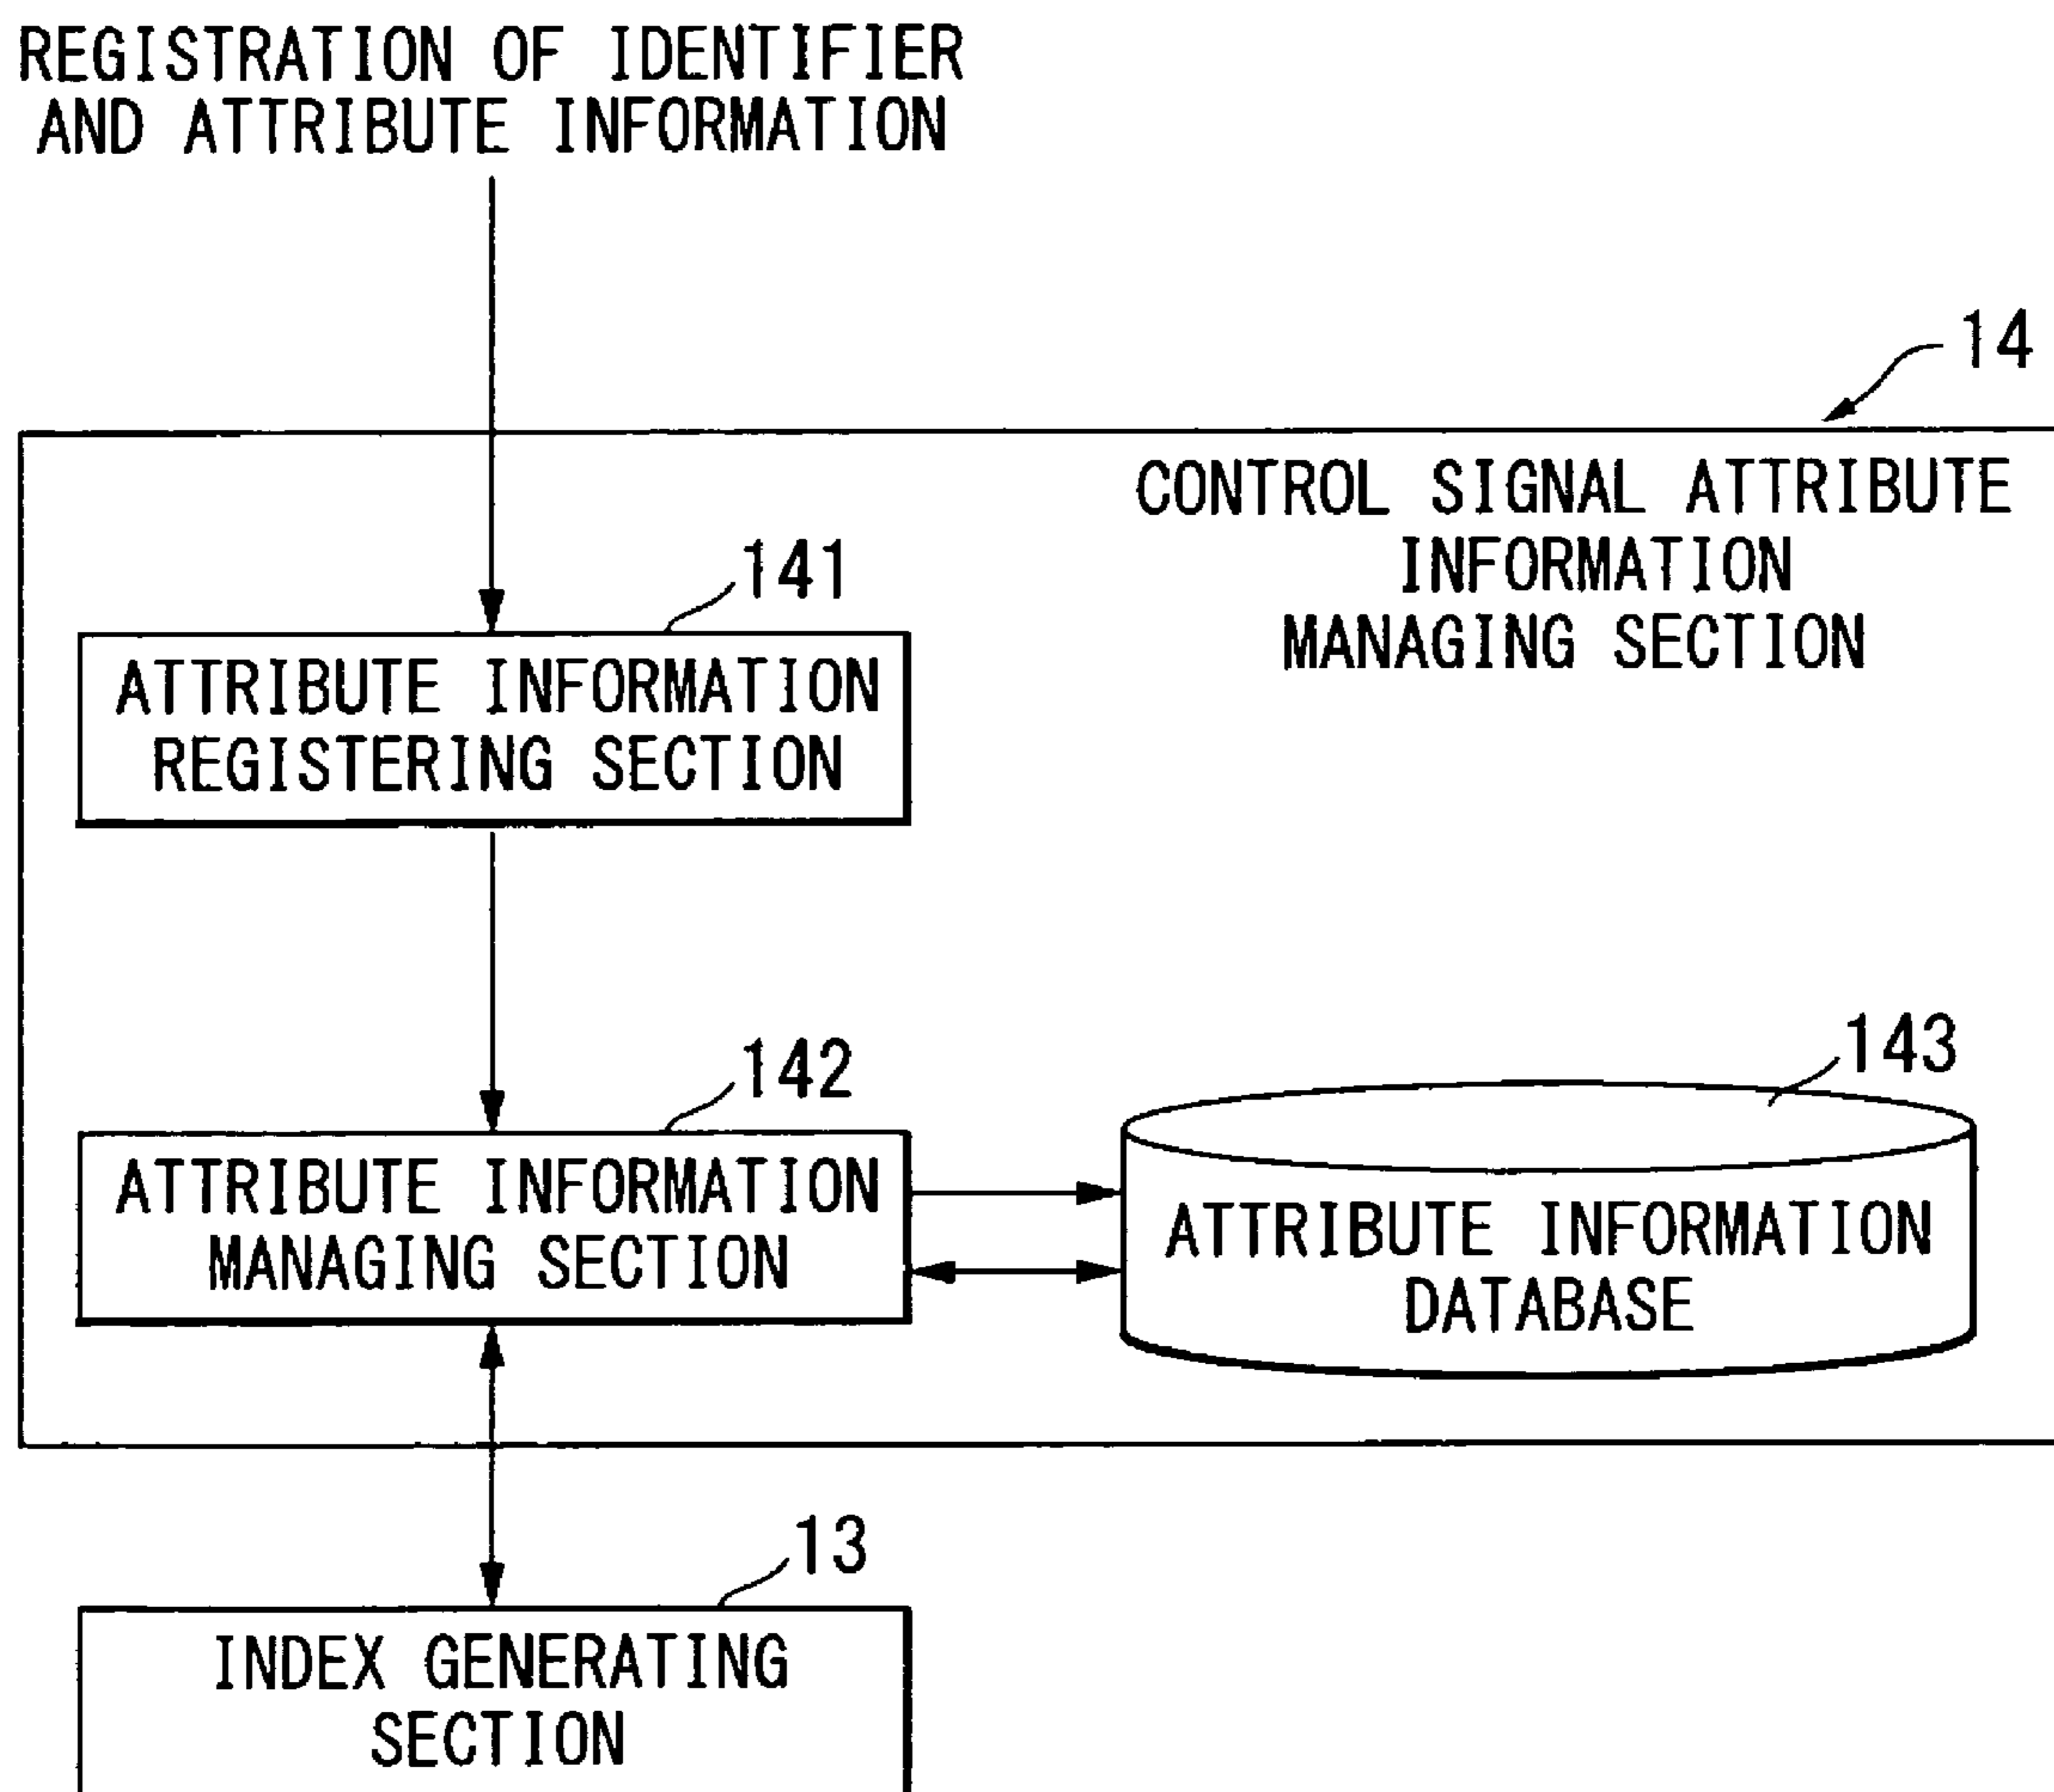 REGISTRATION OF IDENTIFIER
AND ATTRIBUTE INFORMATION
14
CONTROL SIGNAL ATTRIBUTE
INFORMATION
MANAGING SECTION
141
ATTRIBUTE INFORMATION
REGISTERING SECTION
142
ATTRIBUTE INFORMATION
MANAGING SECTION
143
ATTRIBUTE INFORMATION
DATABASE
13
INDEX GENERATING
SECTION